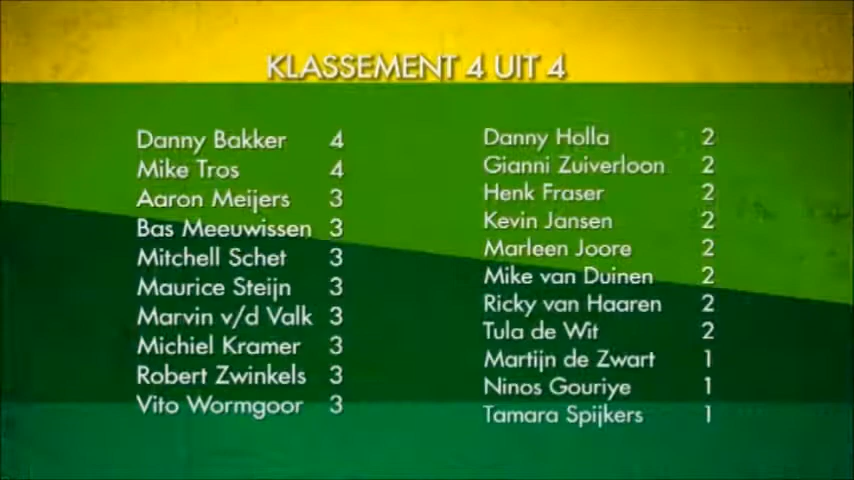 KLASSEMENT 4 UIT 4
Danny Bakker 4
Mike Tros 4
Aaron Meijers 3
Bas Meeuwissen 3
Mitchell Schet 3
Maurice Steijn 3
Marvin v/d Valk 3
Michiel Kramer 3
Robert Zwinkels 3
Vito Wormgoor 3
Danny Holla 2
Gianni Zuiverloon 2
Henk Fraser 2
Kevin Jansen 2
Marleen Joore 2
Mike van Duinen 2
Ricky van Haaren 2
Tula de Wit 2
Martijn de Zwart 1
Ninos Gouriye 1
Tamara Spijkers 1